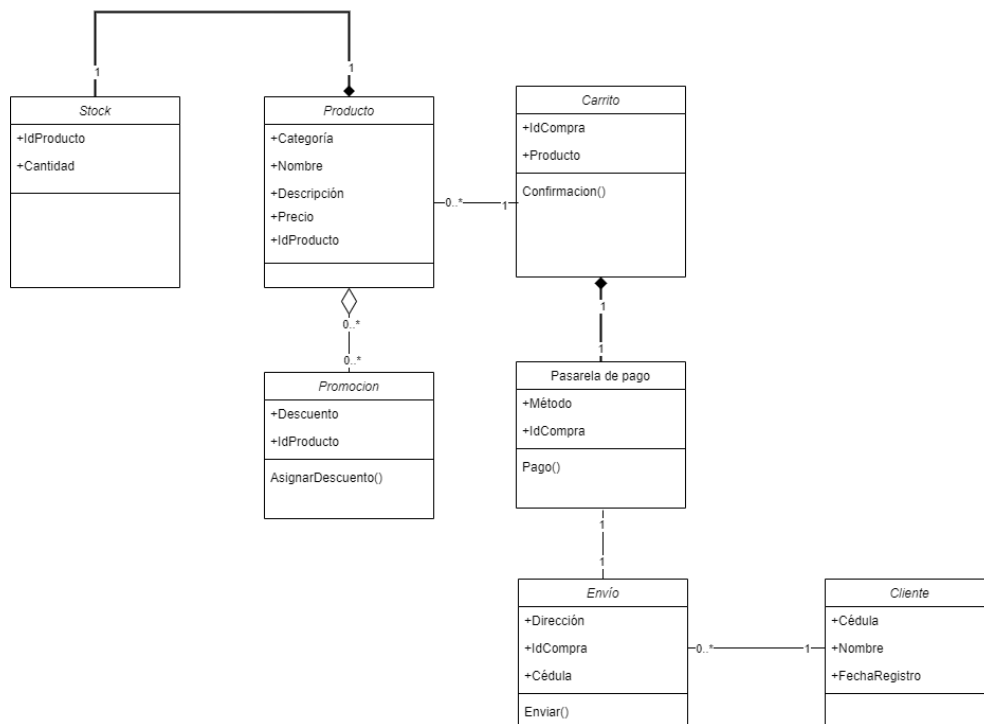 1
1
Stock
+IdProducto
+Cantidad
Producto
+Categoría
+Nombre
+Descripción
+Precio
+IdProducto
Carrito
+IdCompra
+Producto
Confirmacion()
0..*
1
0..*
0..*
1
1
Promocion
+Descuento
+IdProducto
AsignarDescuento()
Pasarela de pago
+Método
+IdCompra
Pago()
1
1
Envío
+Dirección
+IdCompra
+Cédula
Enviar()
0..*
1
Cliente
+Cédula
+Nombre
+FechaRegistro